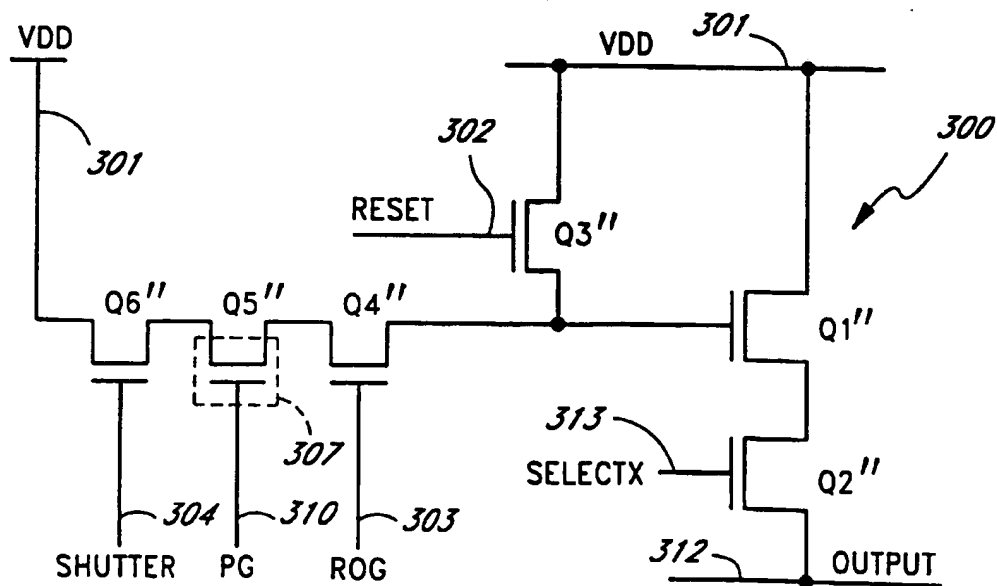 VDD
301
VDD
301
300
302
RESET
Q3"
Q6"
Q5"
Q4"
Q1"
307
313
SELECTX
Q2"
304
310
303
SHUTTER
PG
ROG
312
OUTPUT